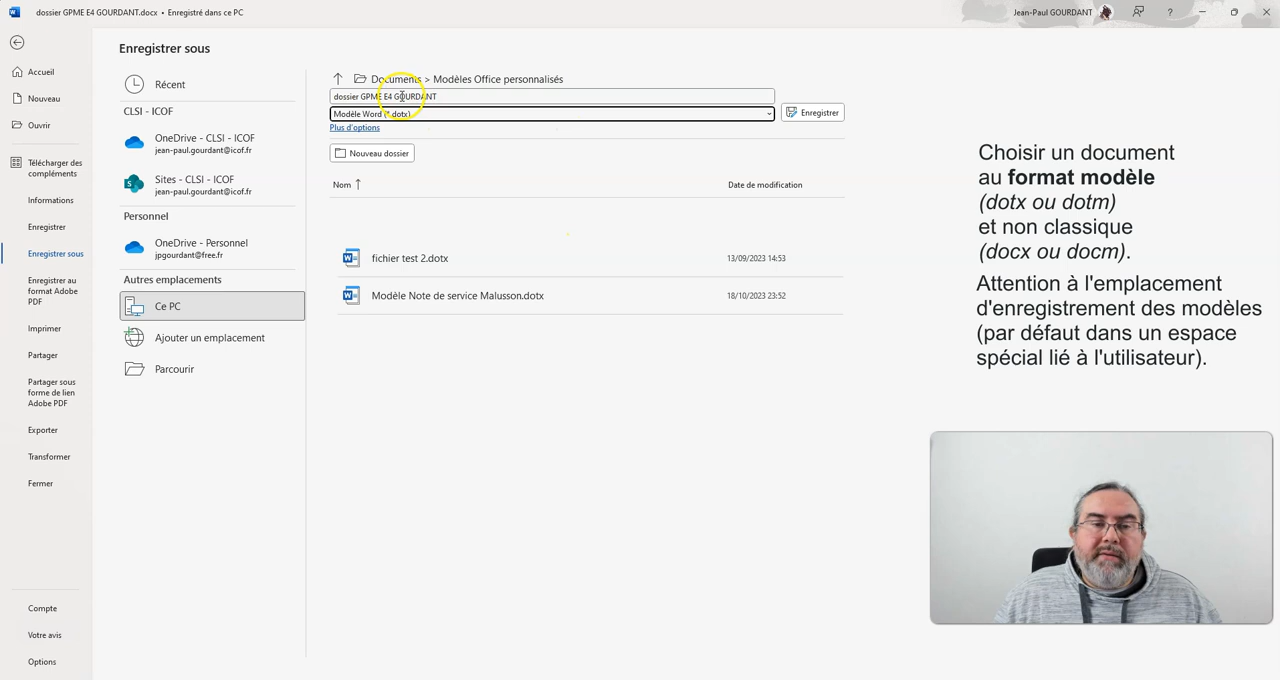 dossier GPME E4 GOURDANT.docx • Enregistré dans ce PC
Jean-Paul GOURDANT
?
Accueil
Nouveau
Ouvrir
Télécharger des
compléments
Informations
Enregistrer
Enregistrer sous
Enregistrer au
format Adobe
PDF
Imprimer
Partager
Partager sous
forme de lien
Adobe PDF
Exporter
Transformer
Fermer
Compte
Votre avis
Options
Enregistrer sous
Récent
CLSI - ICOF
OneDrive - CLSI - ICOF
jean-paul.gourdant@icof.fr
Sites - CLSI - ICOF
jean-paul.gourdant@icof.fr
Personnel
OneDrive - Personnel
jpgourdant@free.fr
Autres emplacements
Ce PC
Ajouter un emplacement
Parcourir
Documents > Modèles Office personnalisés
dossier GPME E4 GOURDANT
Modèle Word (*.dotx)
Enregistrer
Plus d'options
Nouveau dossier
Nom ↑ Date de modification
fichier test 2.dotx 13/09/2023 14:53
Modèle Note de service Malusson.dotx 18/10/2023 23:52
Choisir un document
au format modèle
(dotx ou dotm)
et non classique
(docx ou docm).
Attention à l'emplacement
d'enregistrement des modèles
(par défaut dans un espace
spécial lié à l'utilisateur).